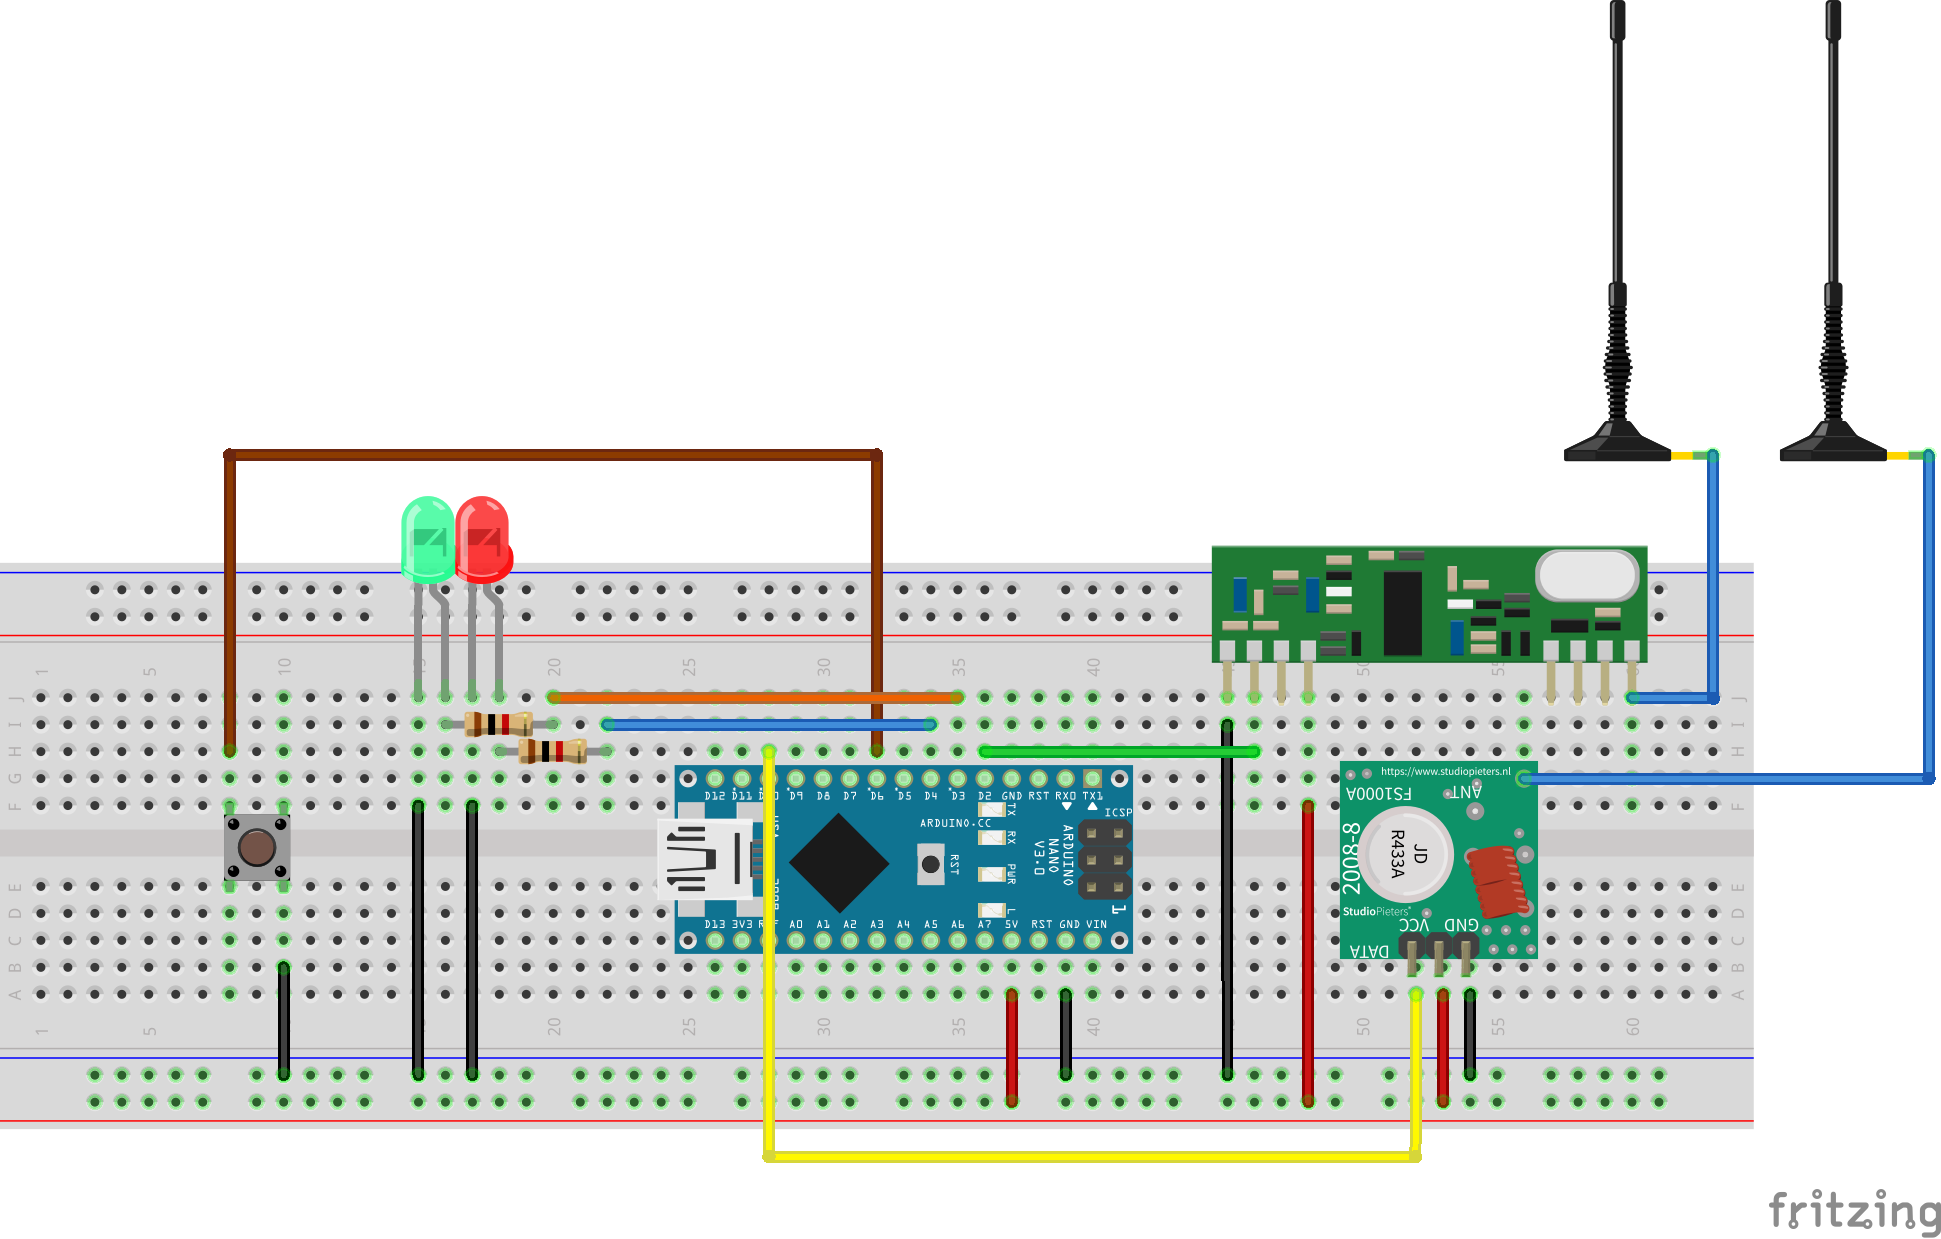 1 5 10 15 20 25 30 35 40 50 55 60
J J
I I
H H
G
F F
E E
D D
C C
B B
A A
1 5 20 25 30 35 40 50 55 60
D12 D11 D9 D8 D7 D6 D5 D4 D3 D2 GND RST RX0 TX1
ARDUINO.CC
TX
RX
PWR
L
RST
ICSP
ARDUINO
NANO
V3.0
1
D13 3V3 REF A0 A1 A2 A3 A4 A5 A6 A7 5V RST GND VIN
https://www.studiopieters.nl
FS1000A
ANT
2008-8
JD
R433A
StudioPieters®
VCC GND
DATA
fritzing